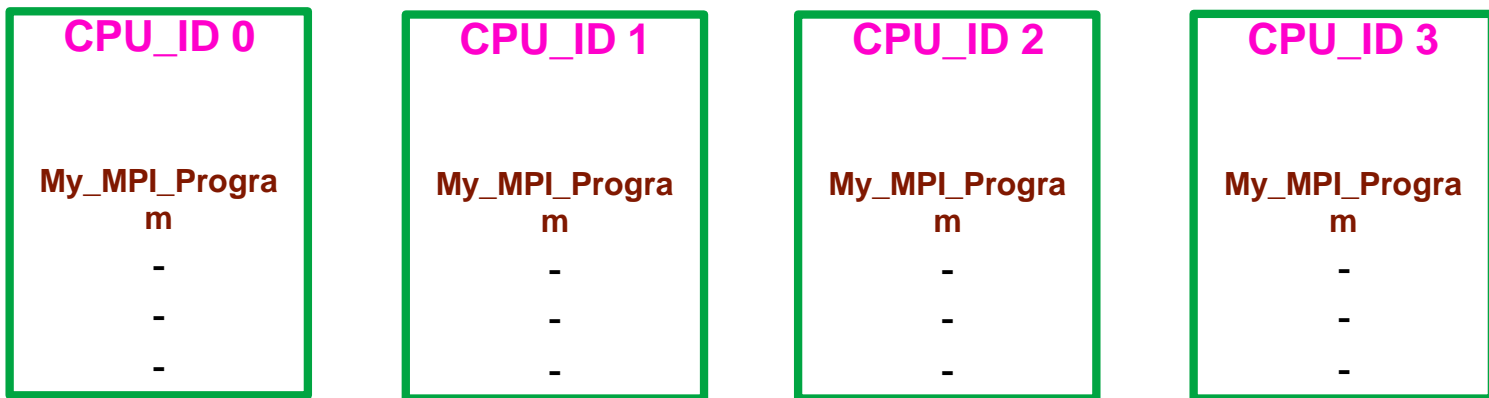 CPU_ID 0
My_MPI_Progra
m
-
-
-
CPU_ID 1
My_MPI_Progra
m
-
-
-
CPU_ID 2
My_MPI_Progra
m
-
-
-
CPU_ID 3
My_MPI_Progra
m
-
-
-